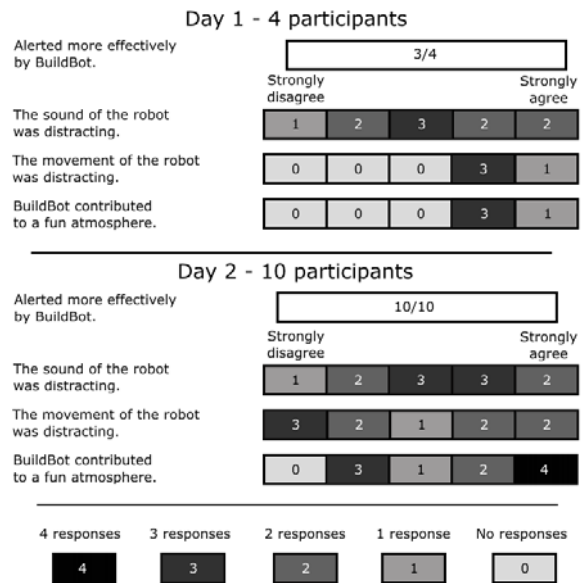 Day 1 - 4 participants
Alerted more effectively
by BuildBot.
3/4
Strongly
disagree
Strongly
agree
The sound of the robot
was distracting.
1 2 3 2 2
The movement of the robot
was distracting.
0 0 0 3 1
BuildBot contributed
to a fun atmosphere.
0 0 0 3 1
Day 2 - 10 participants
Alerted more effectively
by BuildBot.
10/10
Strongly
disagree
Strongly
agree
The sound of the robot
was distracting.
1 2 3 3 2
The movement of the robot
was distracting.
3 2 1 2 2
BuildBot contributed
to a fun atmosphere.
0 3 1 2 4
4 responses 3 responses 2 responses 1 response No responses
4 3 2 1 0